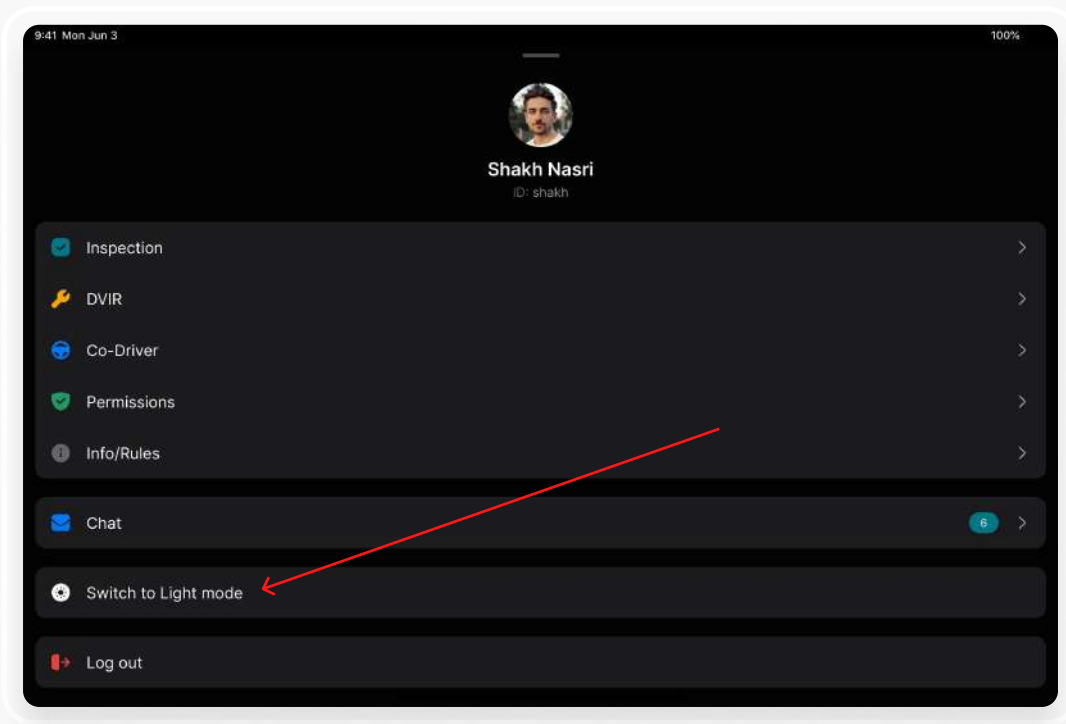 9:41 Mon Jun 3
100%
Shakh Nasri
ID: shakh
Inspection
DVIR
Co-Driver
Permissions
Info/Rules
Chat
6
Switch to Light mode
Log out